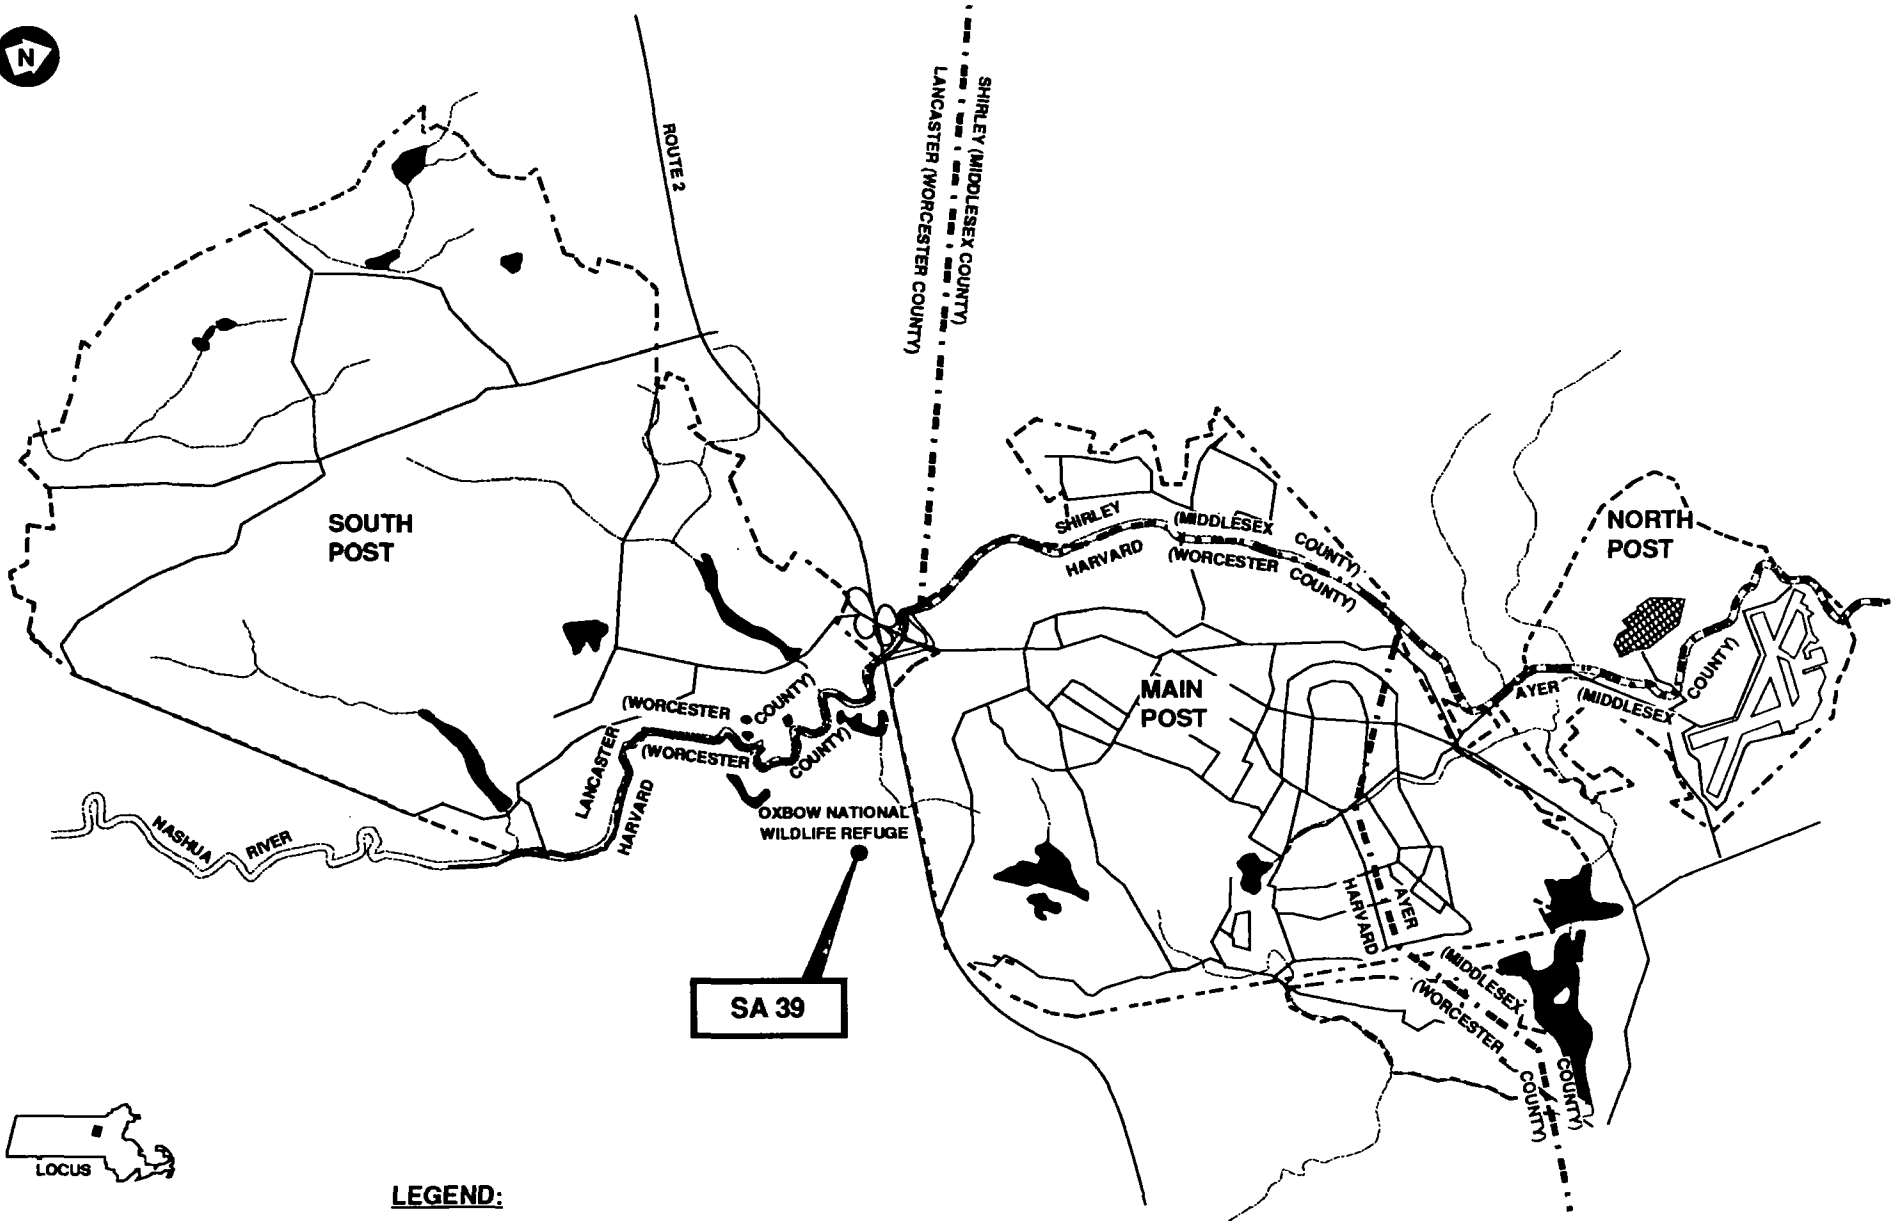 N
ROUTE 2
SHIRLEY (MIDDLESEX COUNTY)
LANCASTER (WORCESTER COUNTY)
SOUTH
POST
SHIRLEY (MIDDLESEX COUNTY)
HARVARD (WORCESTER COUNTY)
NORTH
POST
MAIN
POST
AYER (MIDDLESEX COUNTY)
LANCASTER (WORCESTER COUNTY)
HARVARD (WORCESTER COUNTY)
NASHUA RIVER
OXBOW NATIONAL
WILDLIFE REFUGE
SA 39
AYER (MIDDLESEX COUNTY)
HARVARD (WORCESTER COUNTY)
LOCUS
LEGEND: